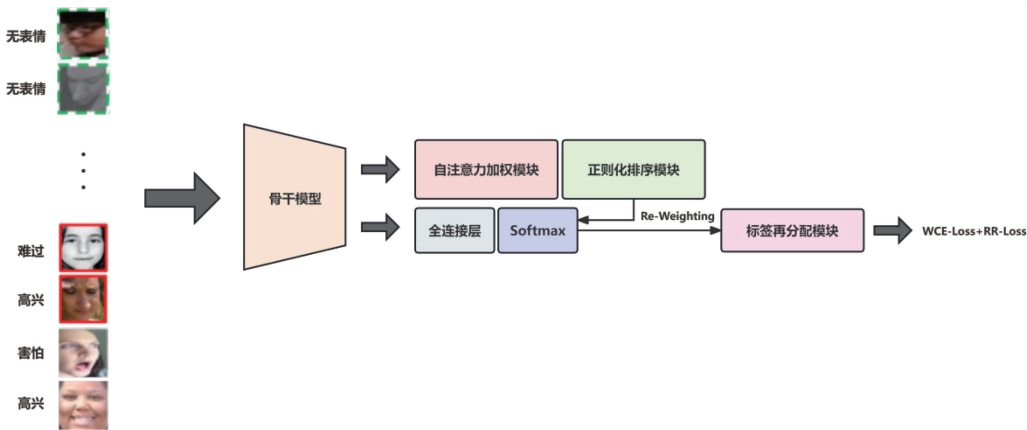 无表情
无表情
难过
高兴
害怕
高兴
骨干模型
自注意力加权模块
正则化排序模块
全连接层
Softmax
Re-Weighting
标签再分配模块
WCE-Loss+RR-Loss